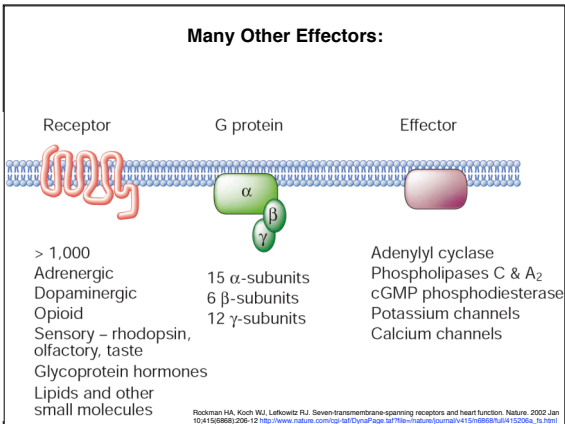 Many Other Effectors:
Receptor
G protein
Effector
α
β
γ
> 1,000
Adrenergic
Dopaminergic
Opioid
Sensory – rhodopsin,
olfactory, taste
Glycoprotein hormones
Lipids and other
small molecules
15 α-subunits
6 β-subunits
12 γ-subunits
Adenylyl cyclase
Phospholipases C & A2
cGMP phosphodiesterase
Potassium channels
Calcium channels
Rockman HA, Koch WJ, Lefkowitz RJ. Seven-transmembrane-spanning receptors and heart function. Nature. 2002 Jan
10;415(6868):206-12 http://www.nature.com/cgi-taf/DynaPage.taf?file=/nature/journal/v415/n6868/full/415206a_fs.html